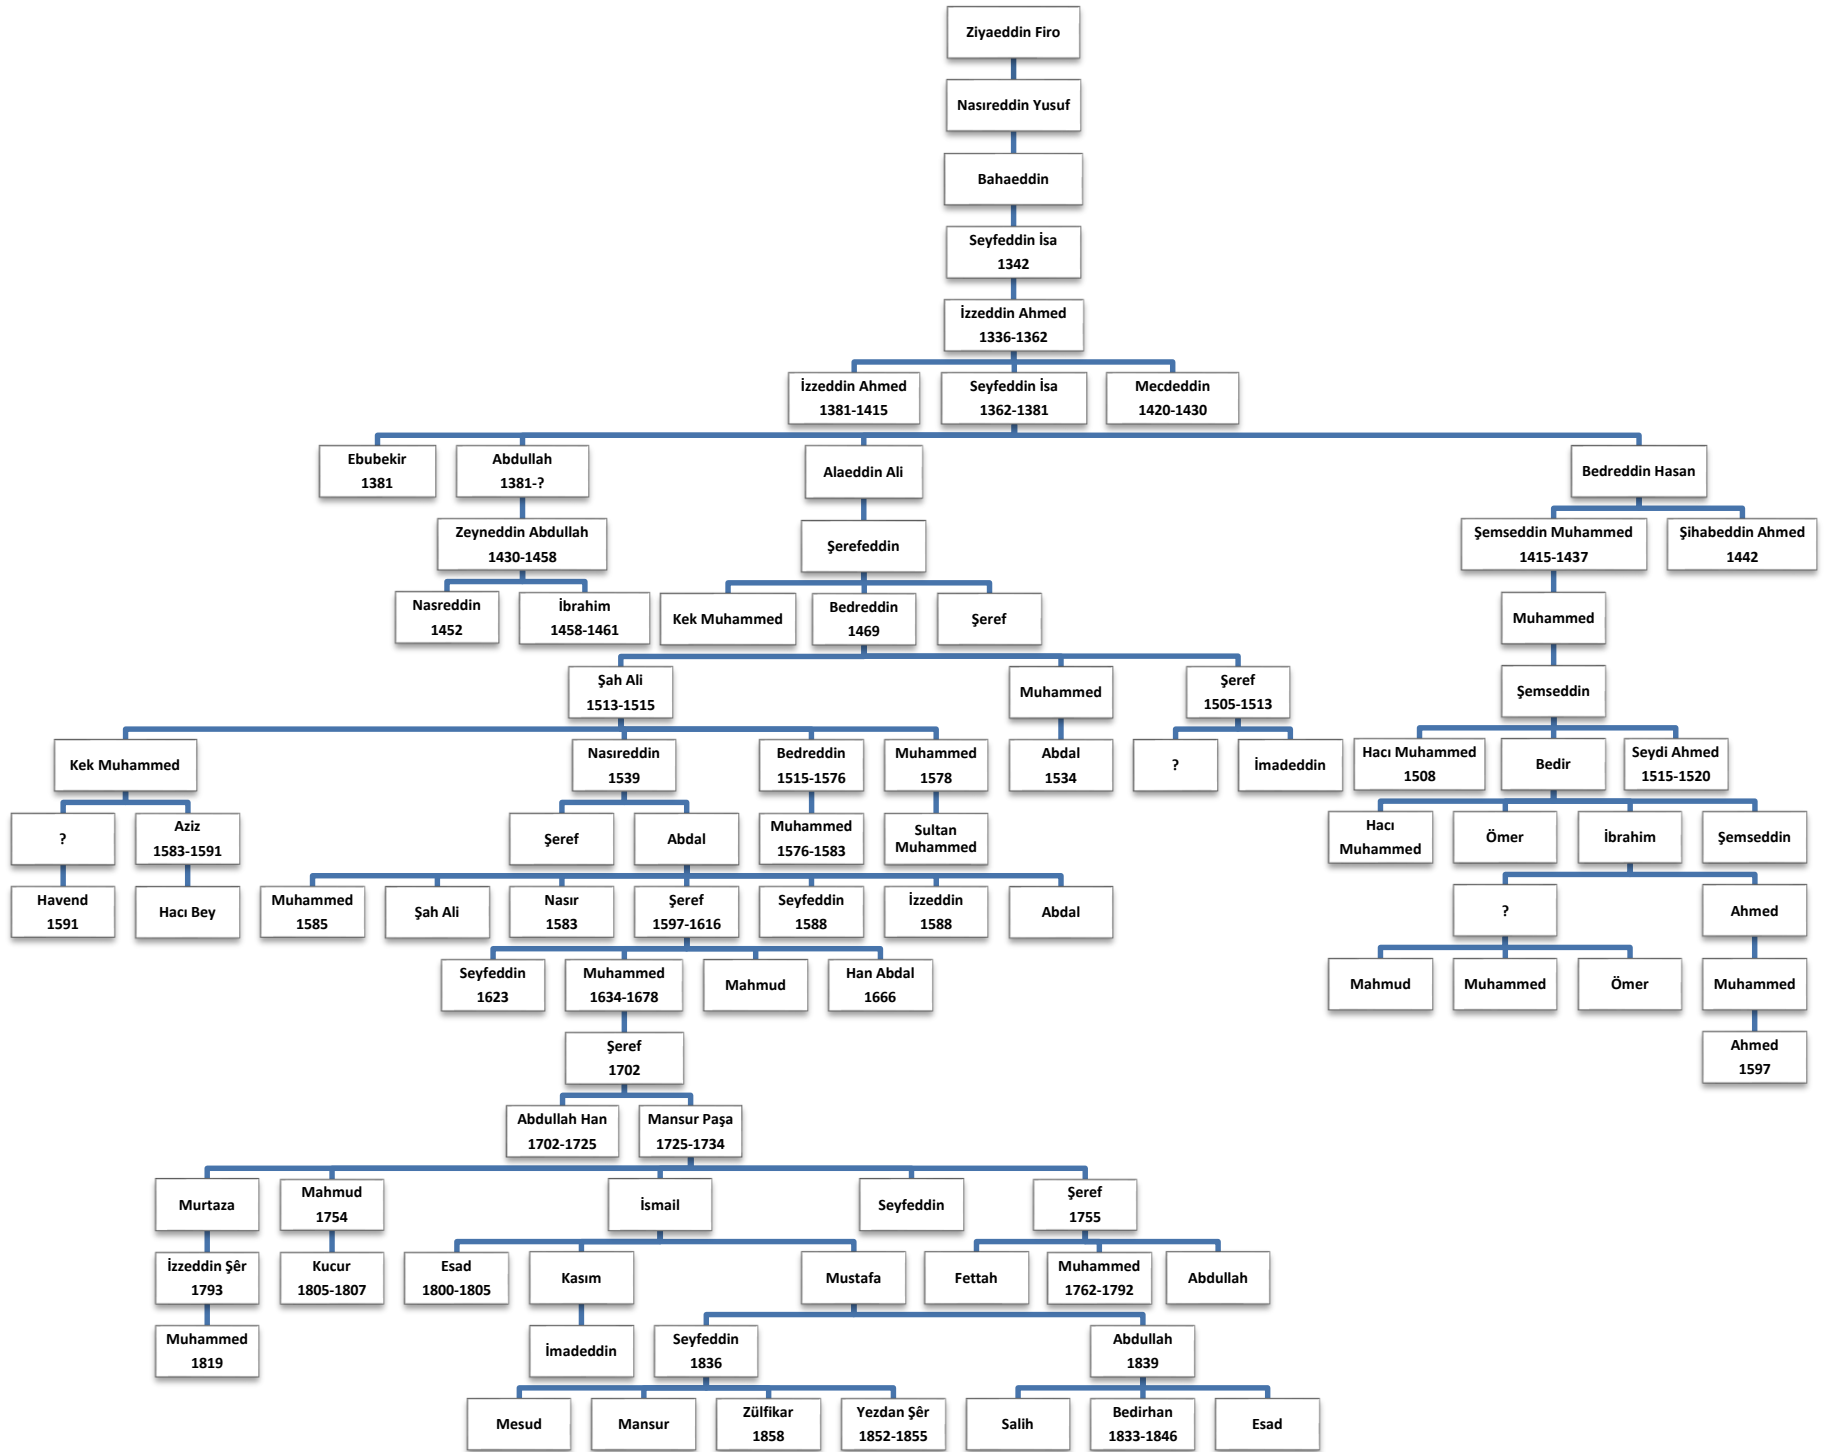 Ziyaeddin Firo
Nasıreddin Yusuf
Bahaeddin
Seyfeddin İsa
1342
İzzeddin Ahmed
1336-1362
İzzeddin Ahmed
1381-1415
Seyfeddin İsa
1362-1381
Mecdeddin
1420-1430
Ebubekir
1381
Abdullah
1381-?
Alaeddin Ali
Bedreddin Hasan
Zeyneddin Abdullah
1430-1458
Şerefeddin
Şemseddin Muhammed
1415-1437
Şihabeddin Ahmed
1442
Nasreddin
1452
İbrahim
1458-1461
Kek Muhammed
Bedreddin
1469
Şeref
Muhammed
Şah Ali
1513-1515
Muhammed
Şeref
1505-1513
Şemseddin
Kek Muhammed
Nasıreddin
1539
Bedreddin
1515-1576
Muhammed
1578
Abdal
1534
?
İmadeddin
Hacı Muhammed
1508
Bedir
Seydi Ahmed
1515-1520
?
Aziz
1583-1591
Şeref
Abdal
Muhammed
1576-1583
Sultan
Muhammed
Hacı
Muhammed
Ömer
İbrahim
Şemseddin
Havend
1591
Hacı Bey
Muhammed
1585
Şah Ali
Nasır
1583
Şeref
1597-1616
Seyfeddin
1588
İzzeddin
1588
Abdal
?
Ahmed
Seyfeddin
1623
Muhammed
1634-1678
Mahmud
Han Abdal
1666
Mahmud
Muhammed
Ömer
Muhammed
Şeref
1702
Ahmed
1597
Abdullah Han
1702-1725
Mansur Paşa
1725-1734
Murtaza
Mahmud
1754
İsmail
Seyfeddin
Şeref
1755
İzzeddin Şêr
1793
Kucur
1805-1807
Esad
1800-1805
Kasım
Mustafa
Fettah
Muhammed
1762-1792
Abdullah
Muhammed
1819
İmadeddin
Seyfeddin
1836
Abdullah
1839
Mesud
Mansur
Zülfikar
1858
Yezdan Şêr
1852-1855
Salih
Bedirhan
1833-1846
Esad